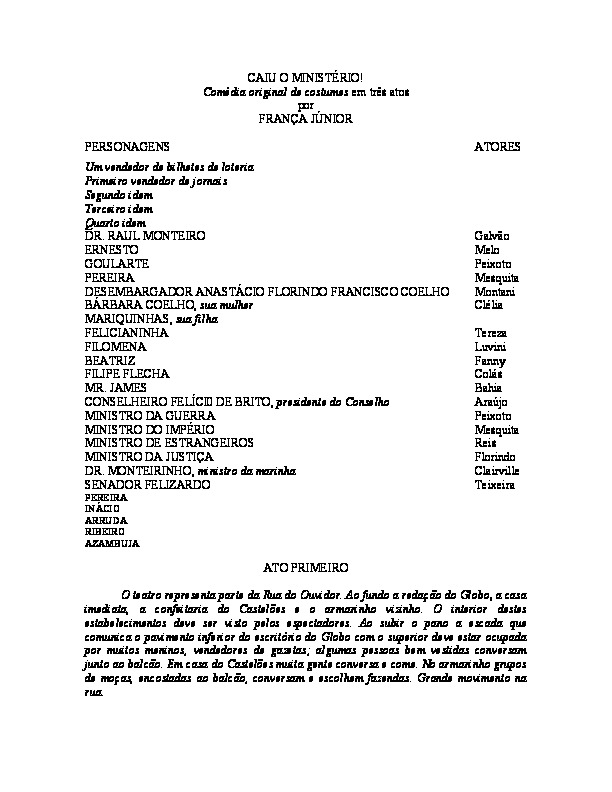 CAIU O MINISTÉRIO!
Comédia original de costumes em três atos
por
FRANÇA JÚNIOR
PERSONAGENS ATORES
Um vendedor de bilhetes de loteria
Primeiro vendedor de jornais
Segundo idem
Terceiro idem
Quarto idem
DR. RAUL MONTEIRO Galvão
ERNESTO Melo
GOULARTE Peixoto
PEREIRA Mesquita
DESEMBARGADOR ANASTÁCIO FLORINDO FRANCISCO COELHO Montani
BÁRBARA COELHO, sua mulher Clélia
MARIQUINHAS, sua filha
FELICIANINHA Tereza
FILOMENA Luvini
BEATRIZ Fanny
FILIPE FLECHA Colás
MR. JAMES Bahia
CONSELHEIRO FELÍCIO DE BRITO, presidente do Conselho Araújo
MINISTRO DA GUERRA Peixoto
MINISTRO DO IMPÉRIO Mesquita
MINISTRO DE ESTRANGEIROS Reis
MINISTRO DA JUSTIÇA Florindo
DR. MONTEIRINHO, ministro da marinha Clairville
SENADOR FELIZARDO Teixeira
PEREIRA
INÁCIO
ARRUDA
RIBEIRO
AZAMBUJA
ATO PRIMEIRO
O teatro representa parte da Rua do Ouvidor. Ao fundo a redação do Globo, a casa
imediata, a confeitaria do Castelões e o armarinho vizinho. O interior destes
estabelecimentos deve ser visto pelos espectadores. Ao subir o pano a escada que
comunica o pavimento inferior do escritório do Globo com o superior deve estar ocupada
por muitos meninos, vendedores de gazetas; algumas pessoas bem vestidas conversam
junto ao balcão. Em casa do Castelões muita gente conversa e come. No armarinho grupos
de moças, encostadas ao balcão, conversam e escolhem fazendas. Grande movimento na
rua.